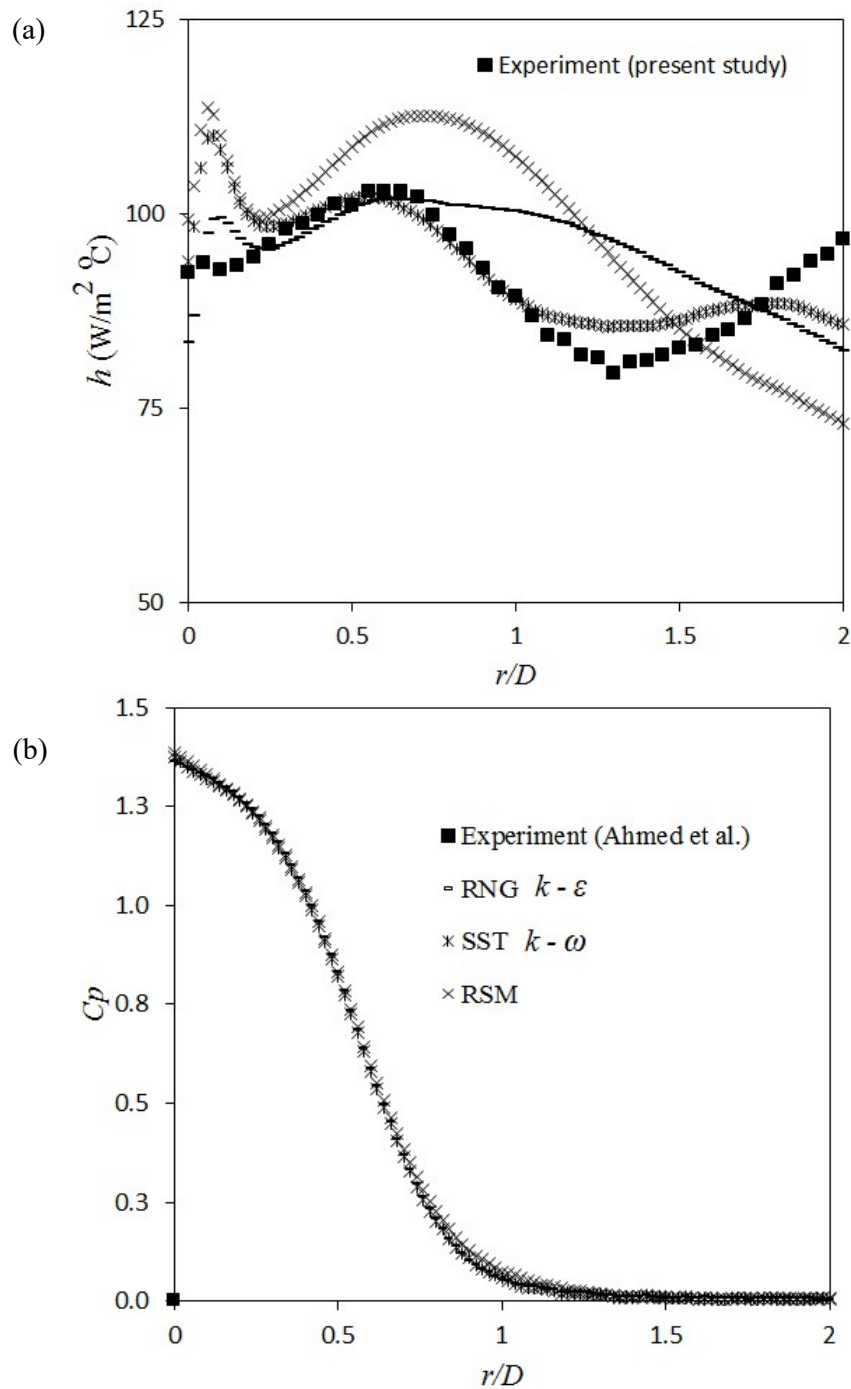 (a)
125
100
75
50
h (W/m² °C)
■ Experiment (present study)
0 0.5 1 1.5 2
r/D
(b)
1.5
1.3
1.0
0.8
0.5
0.3
0.0
Cp
■ Experiment (Ahmed et al.)
- RNG k - ε
SST k - ω
× RSM
0 0.5 1 1.5 2
r/D